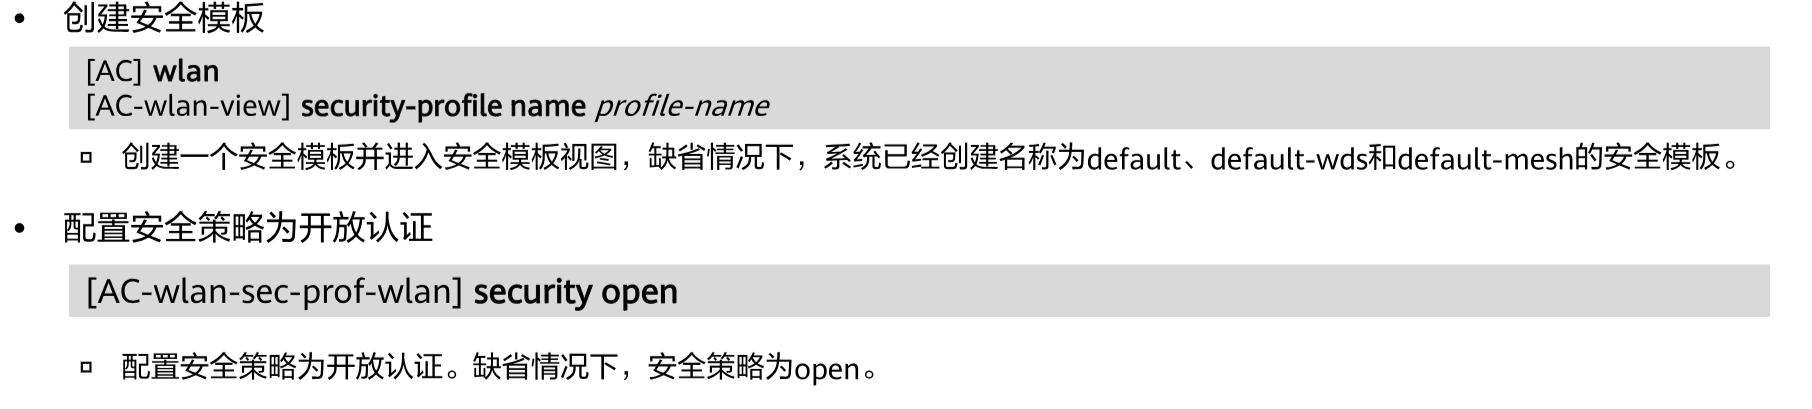 • 创建安全模板
[AC] wlan
[AC-wlan-view] security-profile name profile-name
▫ 创建一个安全模板并进入安全模板视图，缺省情况下，系统已经创建名称为default、default-wds和default-mesh的安全模板。
• 配置安全策略为开放认证
[AC-wlan-sec-prof-wlan] security open
▫ 配置安全策略为开放认证。缺省情况下，安全策略为open。